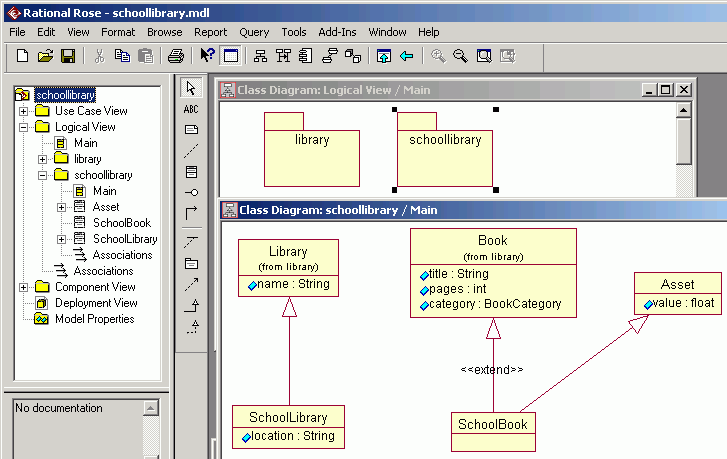 Rational Rose - schoollibrary.mdl
File Edit View Format Browse Report Query Tools Add-Ins Window Help
schoollibrary
Use Case View
Logical View
Main
library
schoollibrary
Main
Asset
SchoolBook
SchoolLibrary
Associations
Associations
Component View
Deployment View
Model Properties
No documentation
ABC
Class Diagram: Logical View / Main
library
schoollibrary
Class Diagram: schoollibrary / Main
Library
(from library)
name : String
Book
(from library)
title : String
pages : int
category : BookCategory
Asset
value : float
<<extend>>
SchoolLibrary
location : String
SchoolBook